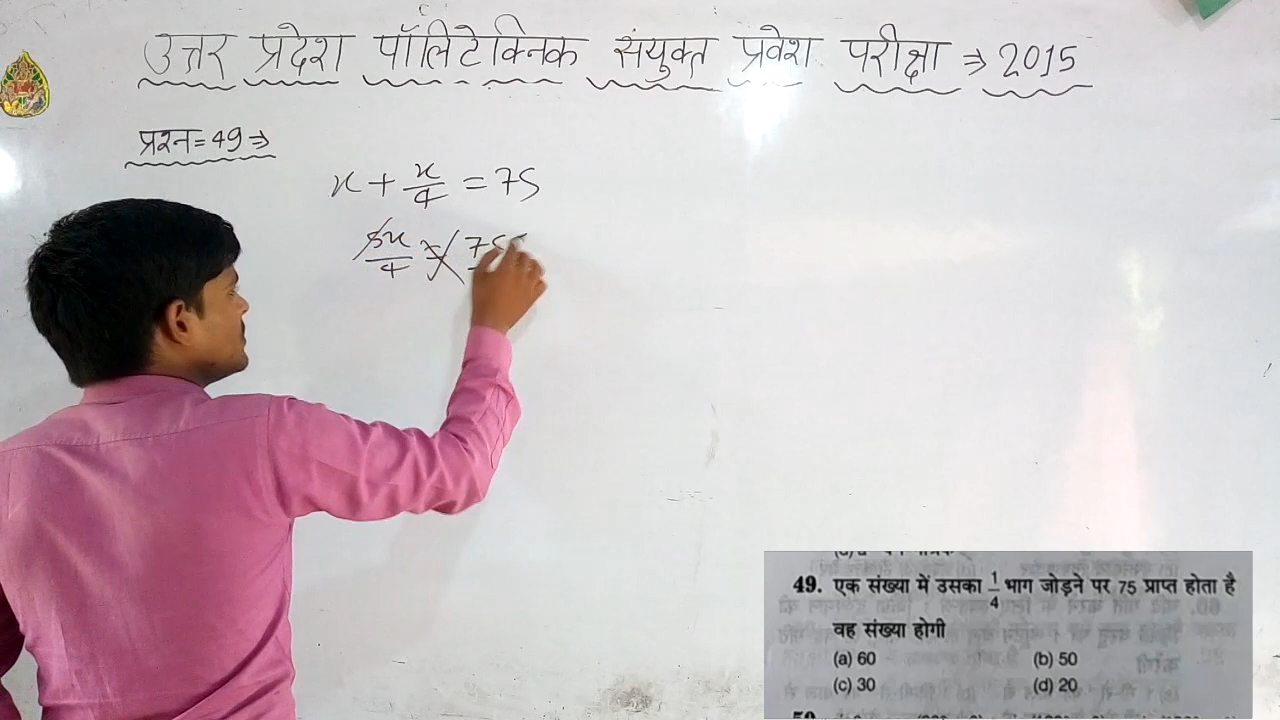 उत्तर प्रदेश पॉलिटेक्निक संयुक्त प्रवेश परीक्षा ⇒ 2015
प्रश्न = 49 ⇒
x + x/4 = 75
5x/4 = 75
49. एक संख्या में उसका 1/4 भाग जोड़ने पर 75 प्राप्त होता है
वह संख्या होगी
(a) 60 (b) 50
(c) 30 (d) 20